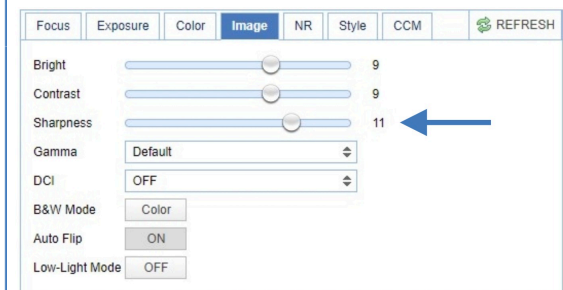 Focus Exposure Color Image NR Style CCM REFRESH
Bright 9
Contrast 9
Sharpness 11
Gamma Default
DCI OFF
B&W Mode Color
Auto Flip ON
Low-Light Mode OFF